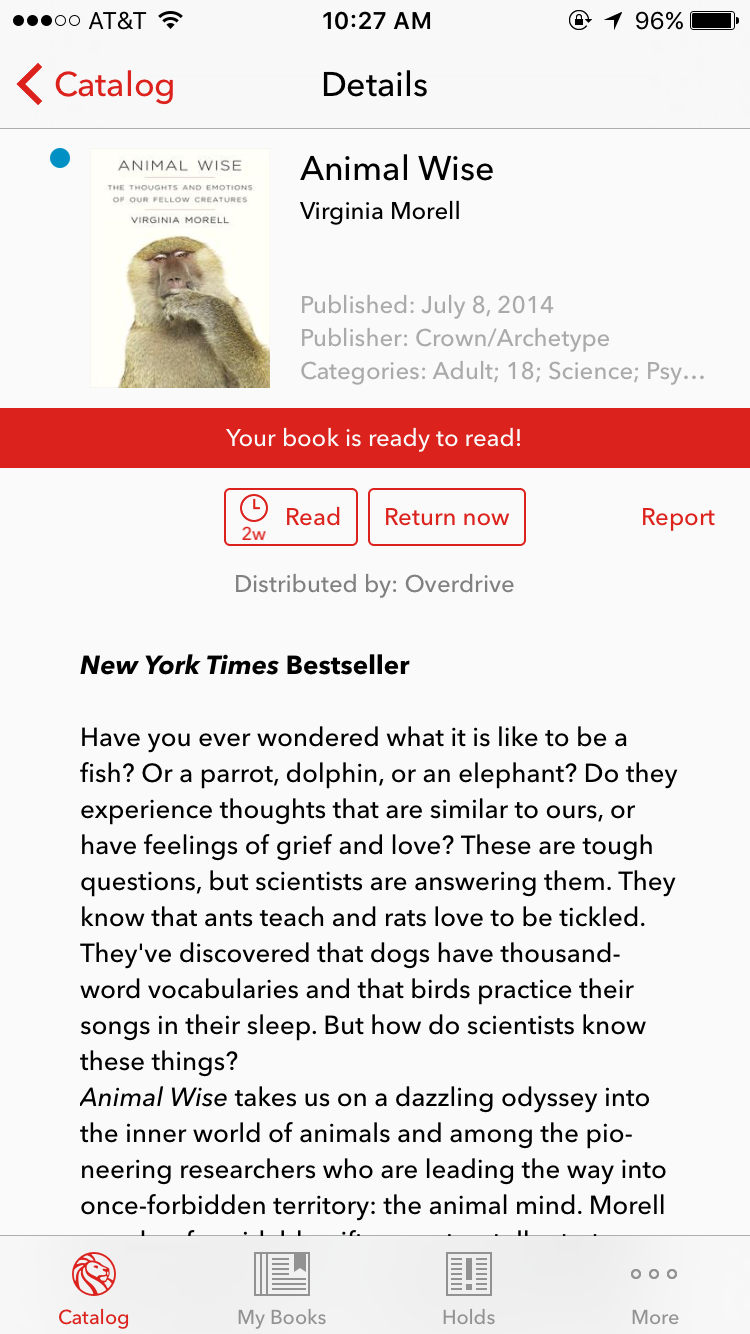 AT&T 10:27 AM 96%
Catalog Details
ANIMAL WISE
THE THOUGHTS AND EMOTIONS
OF OUR FELLOW CREATURES
VIRGINIA MORELL
Animal Wise
Virginia Morell
Published: July 8, 2014
Publisher: Crown/Archetype
Categories: Adult; 18; Science; Psy...
Your book is ready to read!
2w Read Return now Report
Distributed by: Overdrive
New York Times Bestseller
Have you ever wondered what it is like to be a
fish? Or a parrot, dolphin, or an elephant? Do they
experience thoughts that are similar to ours, or
have feelings of grief and love? These are tough
questions, but scientists are answering them. They
know that ants teach and rats love to be tickled.
They've discovered that dogs have thousand-
word vocabularies and that birds practice their
songs in their sleep. But how do scientists know
these things?
Animal Wise takes us on a dazzling odyssey into
the inner world of animals and among the pio-
neering researchers who are leading the way into
once-forbidden territory: the animal mind. Morell
Catalog My Books Holds More